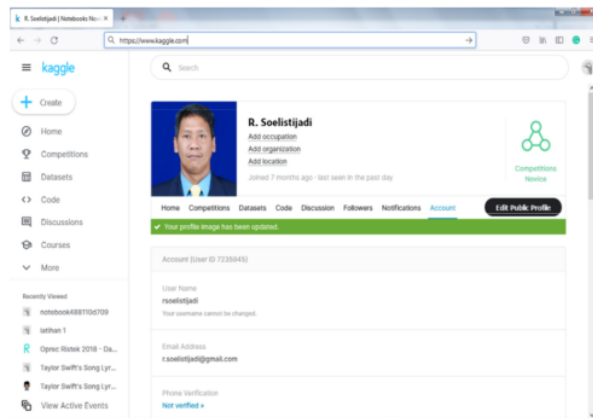 R. Soelistijadi | Notebooks Nov
https://www.kaggle.com
kaggle
Search
Create
Home
Competitions
Datasets
Code
Discussions
Courses
More
Recently Viewed
notebook488110d709
latihan 1
Oprec Ristek 2018 - Da...
Taylor Swift's Song Lyr...
Taylor Swift's Song Lyr...
View Active Events
R. Soelistijadi
Add occupation
Add organization
Add location
Joined 7 months ago · last seen in the past day
Competitions
Novice
Home Competitions Datasets Code Discussion Followers Notifications Account Edit Public Profile
Your profile image has been updated.
Account (User ID 7235845)
User Name
rsoelistijadi
Your username cannot be changed.
Email Address
r.soelistijadi@gmail.com
Phone Verification
Not verified »